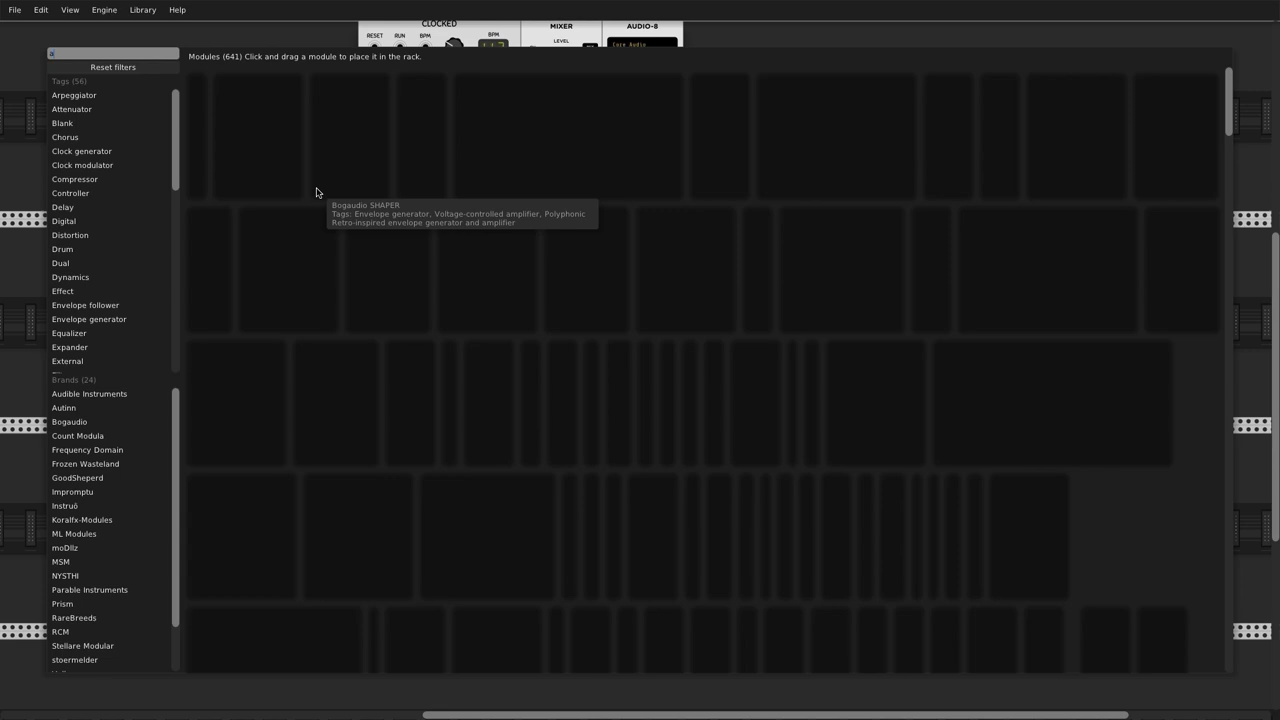 File Edit View Engine Library Help
CLOCKED
MIXER
AUDIO-8
RESET RUN BPM BPM
LEVEL
Core Audio
a
Modules (641) Click and drag a module to place it in the rack.
Reset filters
Tags (56)
Arpeggiator
Attenuator
Blank
Chorus
Clock generator
Clock modulator
Compressor
Controller
Delay
Digital
Distortion
Drum
Dual
Dynamics
Effect
Envelope follower
Envelope generator
Equalizer
Expander
External
Bogaudio SHAPER
Tags: Envelope generator, Voltage-controlled amplifier, Polyphonic
Retro-inspired envelope generator and amplifier
Brands (24)
Audible Instruments
Autinn
Bogaudio
Count Modula
Frequency Domain
Frozen Wasteland
GoodSheperd
Impromptu
Instruō
Koralfx-Modules
ML Modules
moDllz
MSM
NYSTHI
Parable Instruments
Prism
RareBreeds
RCM
Stellare Modular
stoermelder